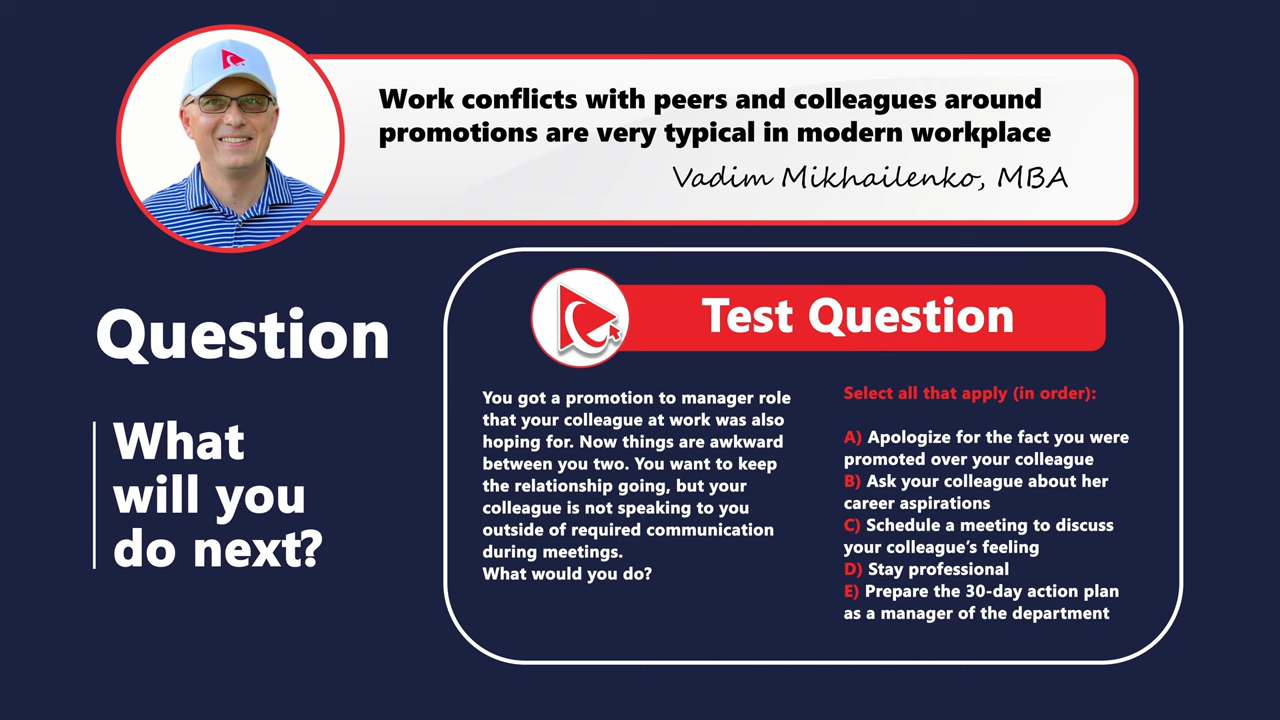 Work conflicts with peers and colleagues around
promotions are very typical in modern workplace
Vadim Mikhailenko, MBA
Question
What
will you
do next?
Test Question
You got a promotion to manager role
that your colleague at work was also
hoping for. Now things are awkward
between you two. You want to keep
the relationship going, but your
colleague is not speaking to you
outside of required communication
during meetings.
What would you do?
Select all that apply (in order):
A) Apologize for the fact you were
promoted over your colleague
B) Ask your colleague about her
career aspirations
C) Schedule a meeting to discuss
your colleague's feeling
D) Stay professional
E) Prepare the 30-day action plan
as a manager of the department